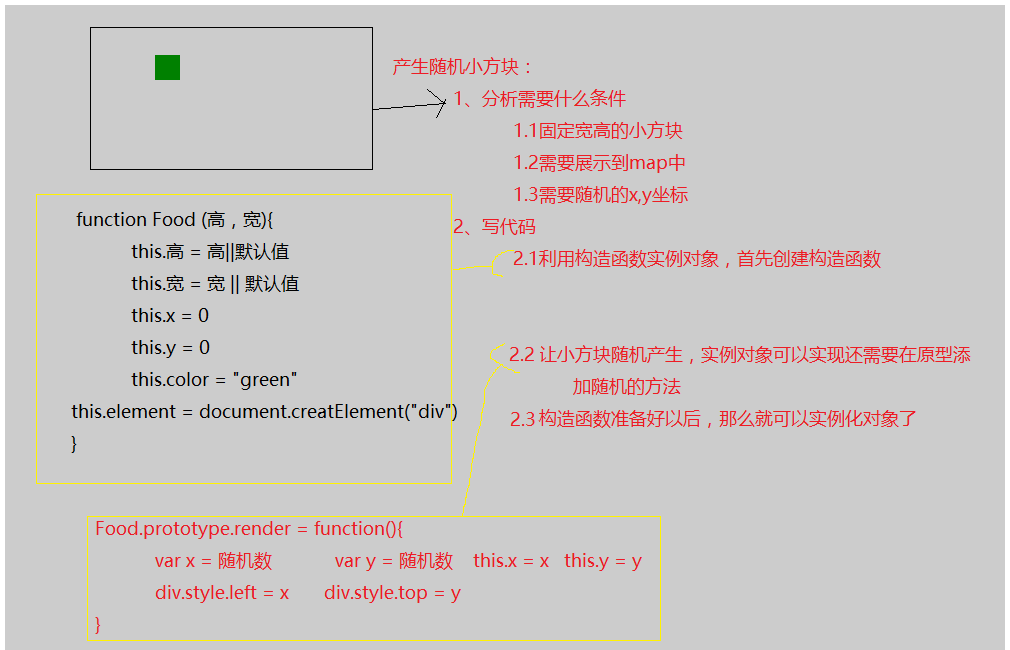 产生随机小方块：
1、分析需要什么条件
1.1固定宽高的小方块
1.2需要展示到map中
1.3需要随机的x,y坐标
2、写代码
2.1利用构造函数实例对象，首先创建构造函数
2.2 让小方块随机产生，实例对象可以实现还需要在原型添
加随机的方法
2.3 构造函数准备好以后，那么就可以实例化对象了
function Food (高，宽){
this.高 = 高||默认值
this.宽 = 宽 || 默认值
this.x = 0
this.y = 0
this.color = "green"
this.element = document.creatElement("div")
}
Food.prototype.render = function(){
var x = 随机数 var y = 随机数 this.x = x this.y = y
div.style.left = x div.style.top = y
}